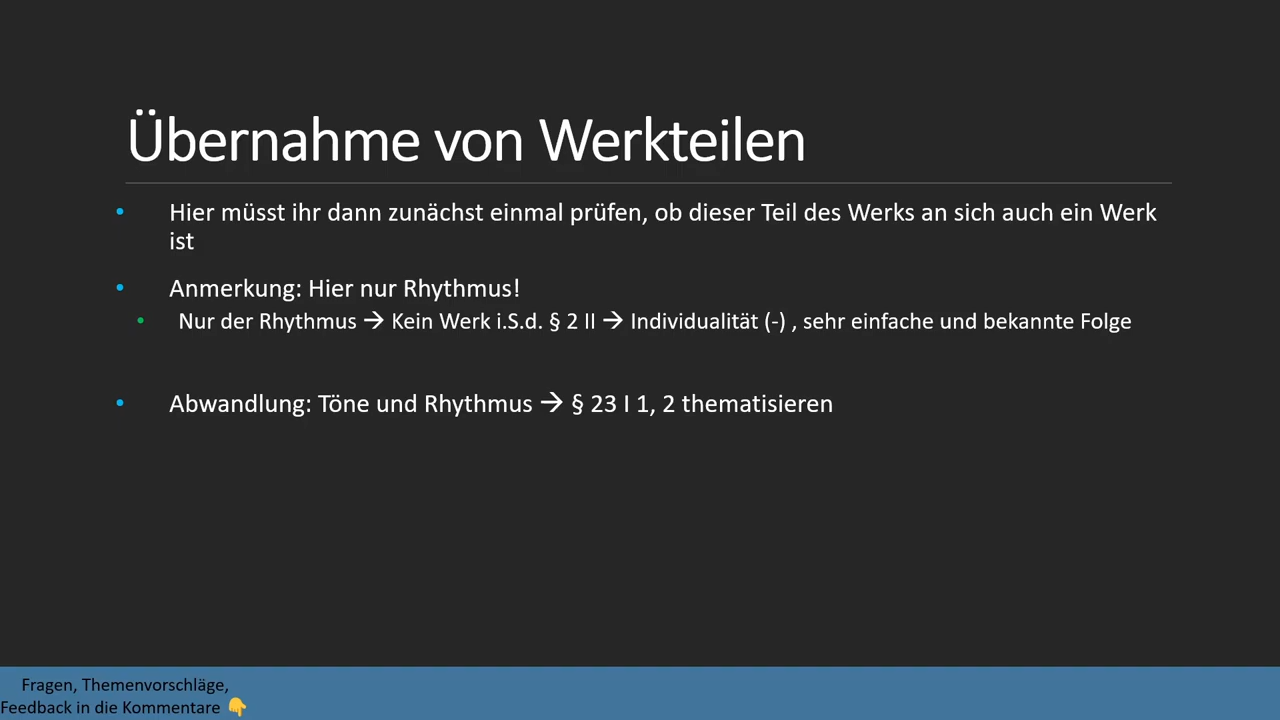 Übernahme von Werkteilen
• Hier müsst ihr dann zunächst einmal prüfen, ob dieser Teil des Werks an sich auch ein Werk
ist
• Anmerkung: Hier nur Rhythmus!
• Nur der Rhythmus → Kein Werk i.S.d. § 2 II → Individualität (-) , sehr einfache und bekannte Folge
• Abwandlung: Töne und Rhythmus → § 23 I 1, 2 thematisieren
Fragen, Themenvorschläge,
Feedback in die Kommentare 👇